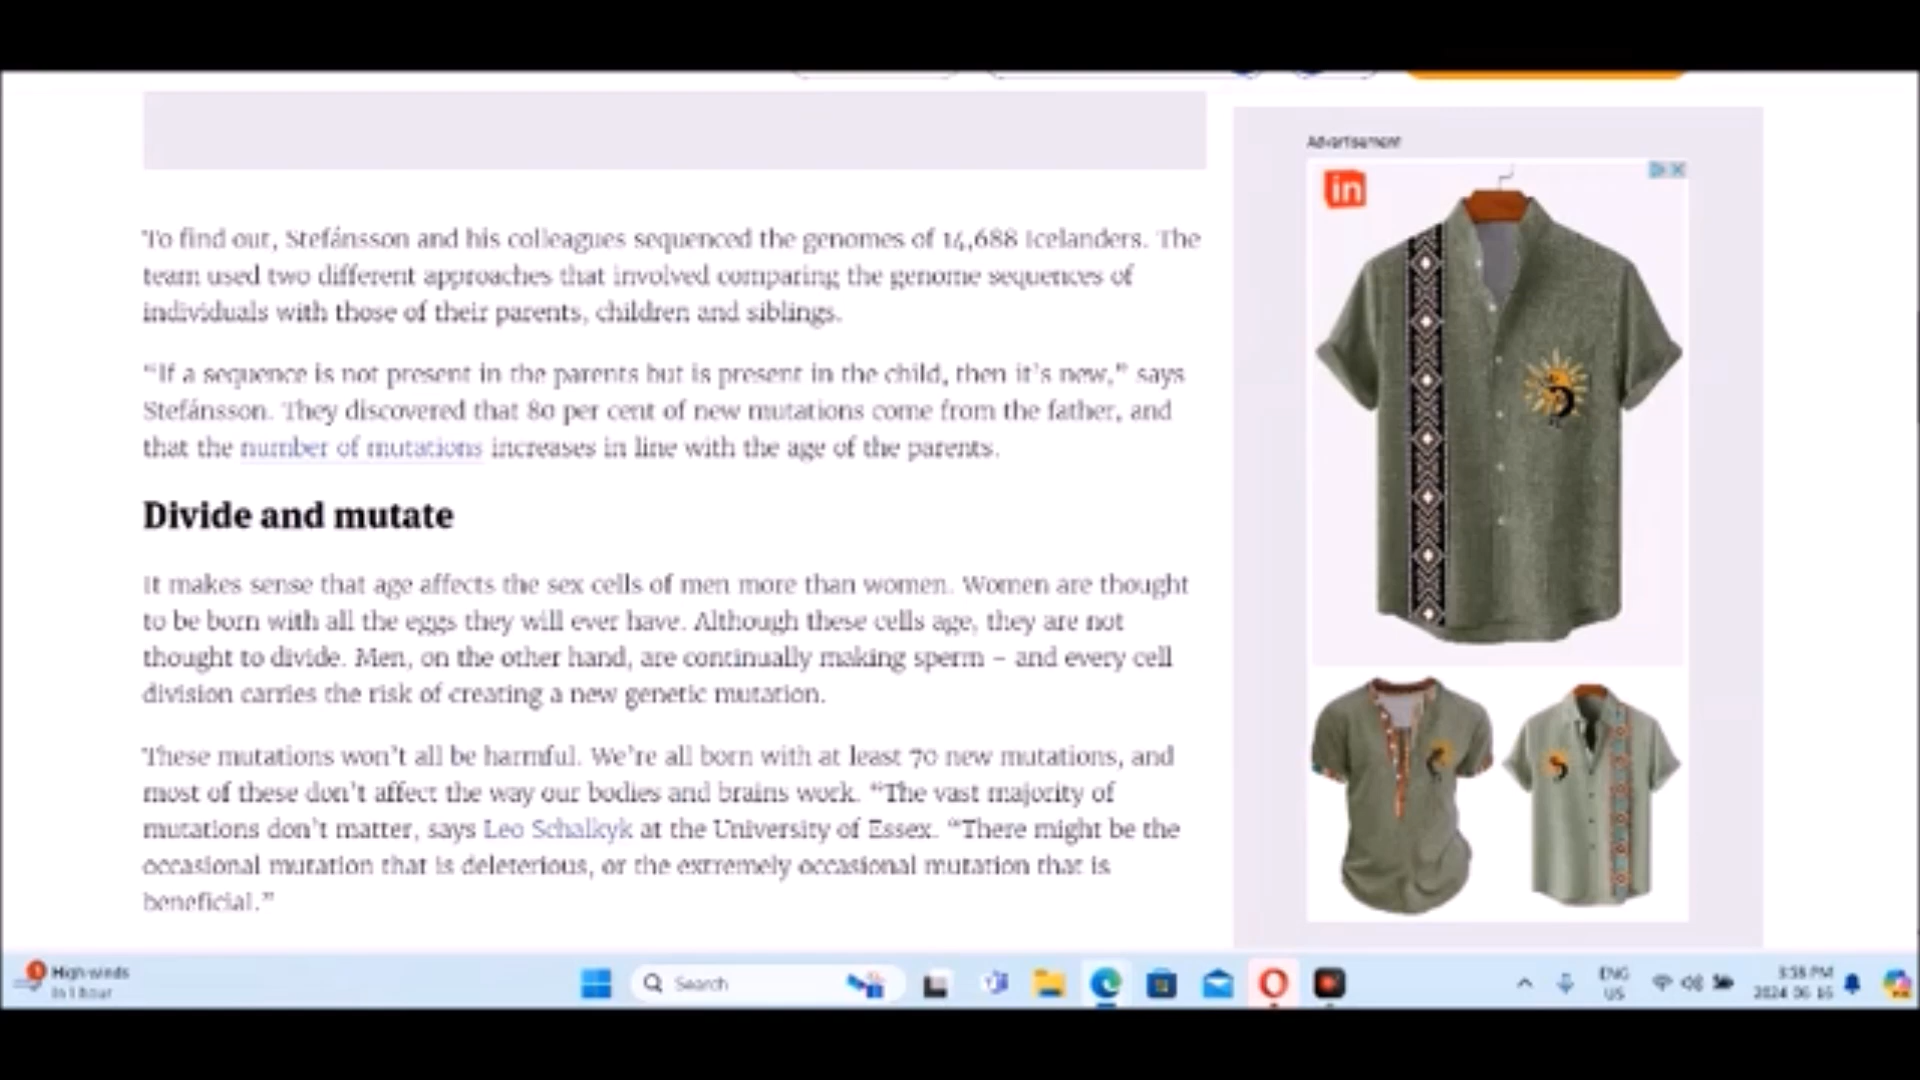 Advertisement
in
To find out, Stefánsson and his colleagues sequenced the genomes of 14,688 Icelanders. The
team used two different approaches that involved comparing the genome sequences of
individuals with those of their parents, children and siblings.
“If a sequence is not present in the parents but is present in the child, then it’s new,” says
Stefánsson. They discovered that 80 per cent of new mutations come from the father, and
that the number of mutations increases in line with the age of the parents.
Divide and mutate
It makes sense that age affects the sex cells of men more than women. Women are thought
to be born with all the eggs they will ever have. Although these cells age, they are not
thought to divide. Men, on the other hand, are continually making sperm – and every cell
division carries the risk of creating a new genetic mutation.
These mutations won’t all be harmful. We’re all born with at least 70 new mutations, and
most of these don’t affect the way our bodies and brains work. “The vast majority of
mutations don’t matter, says Leo Schalkyk at the University of Essex. “There might be the
occasional mutation that is deleterious, or the extremely occasional mutation that is
beneficial.”
1
High winds
In 1 hour
Search
ENG
US
3:58 PM
2024-06-16